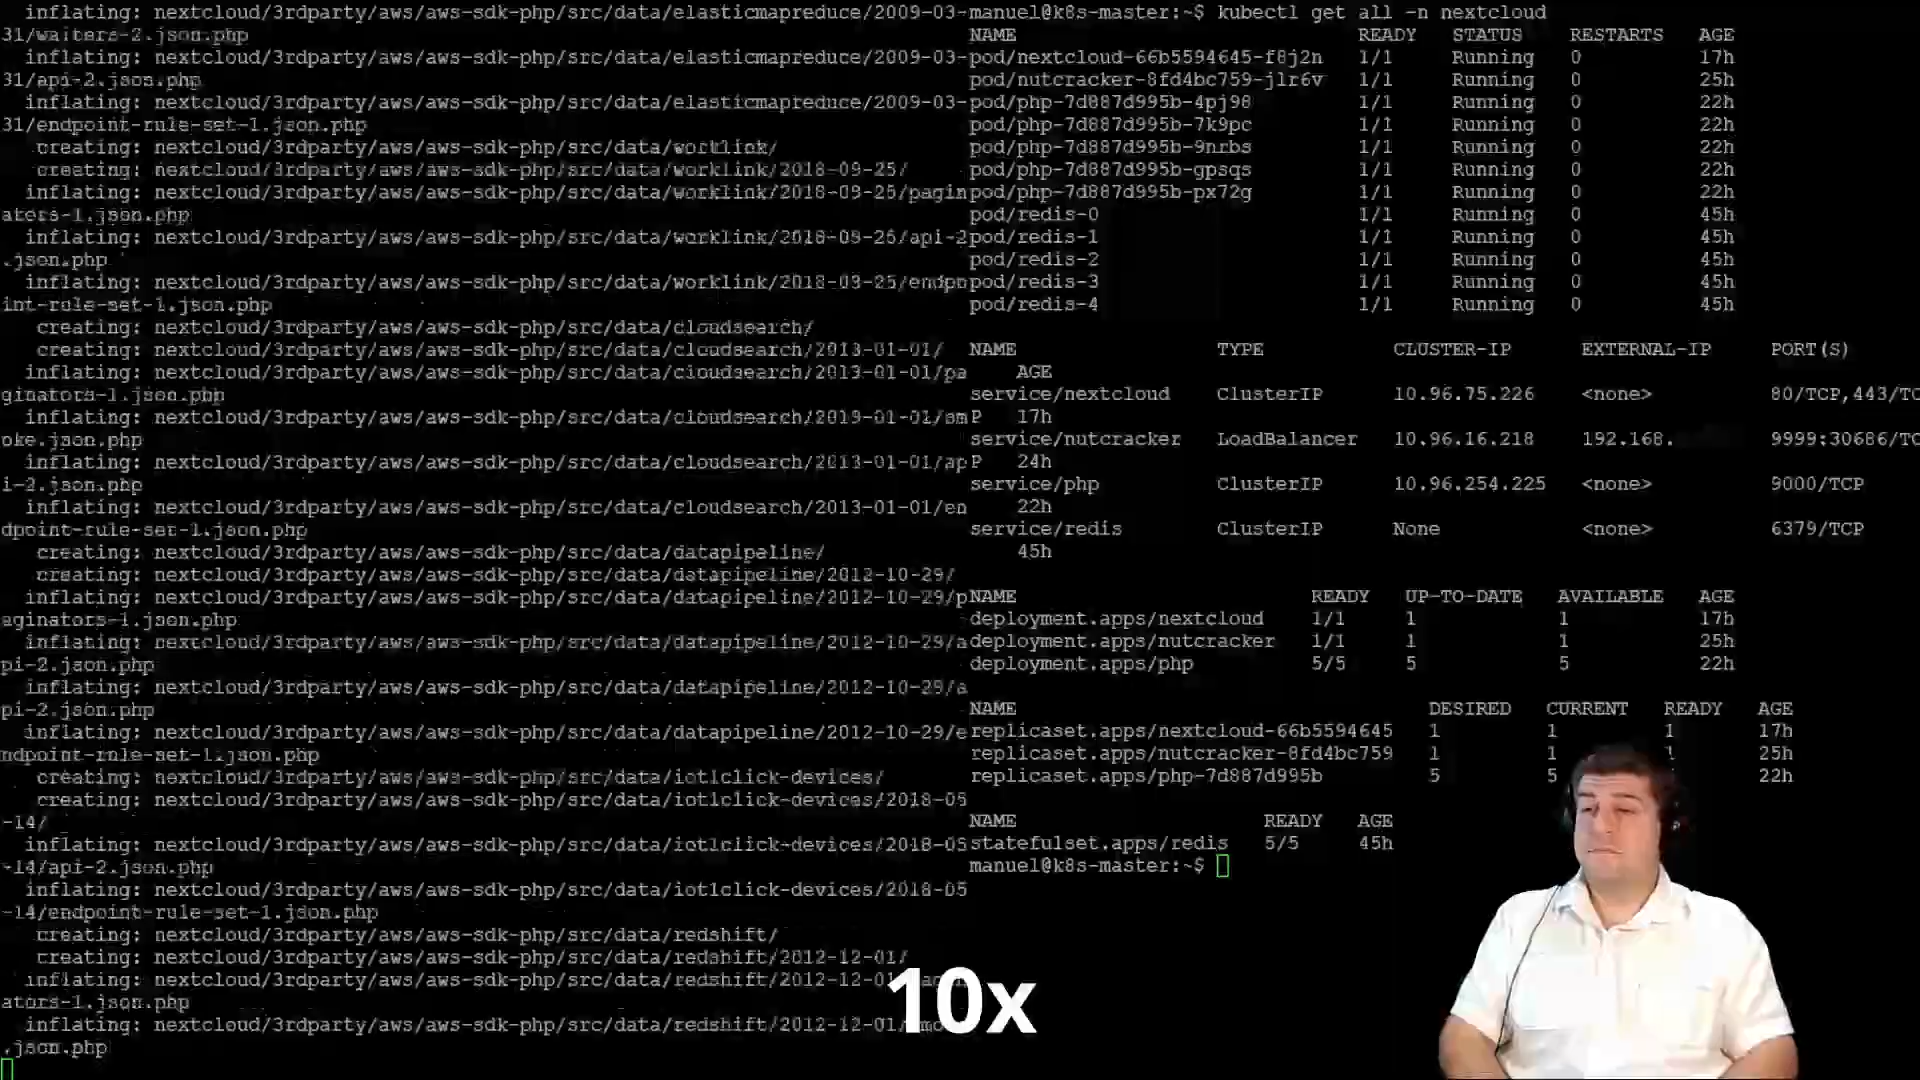 inflating: nextcloud/3rdparty/aws/aws-sdk-php/src/data/elasticmapreduce/2009-03-
31/waiters-2.json.php
inflating: nextcloud/3rdparty/aws/aws-sdk-php/src/data/elasticmapreduce/2009-03-
31/api-2.json.php
inflating: nextcloud/3rdparty/aws/aws-sdk-php/src/data/elasticmapreduce/2009-03-
31/endpoint-rule-set-1.json.php
creating: nextcloud/3rdparty/aws/aws-sdk-php/src/data/worklink/
creating: nextcloud/3rdparty/aws/aws-sdk-php/src/data/worklink/2018-09-25/
inflating: nextcloud/3rdparty/aws/aws-sdk-php/src/data/worklink/2018-09-25/pagin
ators-1.json.php
inflating: nextcloud/3rdparty/aws/aws-sdk-php/src/data/worklink/2018-09-25/api-2
.json.php
inflating: nextcloud/3rdparty/aws/aws-sdk-php/src/data/worklink/2018-09-25/endpo
int-rule-set-1.json.php
creating: nextcloud/3rdparty/aws/aws-sdk-php/src/data/cloudsearch/
creating: nextcloud/3rdparty/aws/aws-sdk-php/src/data/cloudsearch/2013-01-01/
inflating: nextcloud/3rdparty/aws/aws-sdk-php/src/data/cloudsearch/2013-01-01/pa
ginators-1.json.php
inflating: nextcloud/3rdparty/aws/aws-sdk-php/src/data/cloudsearch/2013-01-01/sm
oke.json.php
inflating: nextcloud/3rdparty/aws/aws-sdk-php/src/data/cloudsearch/2013-01-01/ap
i-2.json.php
inflating: nextcloud/3rdparty/aws/aws-sdk-php/src/data/cloudsearch/2013-01-01/en
dpoint-rule-set-1.json.php
creating: nextcloud/3rdparty/aws/aws-sdk-php/src/data/datapipeline/
creating: nextcloud/3rdparty/aws/aws-sdk-php/src/data/datapipeline/2012-10-29/
inflating: nextcloud/3rdparty/aws/aws-sdk-php/src/data/datapipeline/2012-10-29/p
aginators-1.json.php
inflating: nextcloud/3rdparty/aws/aws-sdk-php/src/data/datapipeline/2012-10-29/a
pi-2.json.php
inflating: nextcloud/3rdparty/aws/aws-sdk-php/src/data/datapipeline/2012-10-29/a
pi-2.json.php
inflating: nextcloud/3rdparty/aws/aws-sdk-php/src/data/datapipeline/2012-10-29/e
ndpoint-rule-set-1.json.php
creating: nextcloud/3rdparty/aws/aws-sdk-php/src/data/iot1click-devices/
creating: nextcloud/3rdparty/aws/aws-sdk-php/src/data/iot1click-devices/2018-05
-14/
inflating: nextcloud/3rdparty/aws/aws-sdk-php/src/data/iot1click-devices/2018-05
-14/api-2.json.php
inflating: nextcloud/3rdparty/aws/aws-sdk-php/src/data/iot1click-devices/2018-05
-14/endpoint-rule-set-1.json.php
creating: nextcloud/3rdparty/aws/aws-sdk-php/src/data/redshift/
creating: nextcloud/3rdparty/aws/aws-sdk-php/src/data/redshift/2012-12-01/
inflating: nextcloud/3rdparty/aws/aws-sdk-php/src/data/redshift/2012-12-01/
ators-1.json.php
inflating: nextcloud/3rdparty/aws/aws-sdk-php/src/data/redshift/2012-12-01/
.json.php
manuel@k8s-master:~$ kubectl get all -n nextcloud
NAME READY STATUS RESTARTS AGE
pod/nextcloud-66b5594645-f8j2n 1/1 Running 0 17h
pod/nutcracker-8fd4bc759-jlr6v 1/1 Running 0 25h
pod/php-7d887d995b-4pj98 1/1 Running 0 22h
pod/php-7d887d995b-7k9pc 1/1 Running 0 22h
pod/php-7d887d995b-9nrbs 1/1 Running 0 22h
pod/php-7d887d995b-gpsqs 1/1 Running 0 22h
pod/php-7d887d995b-px72g 1/1 Running 0 22h
pod/redis-0 1/1 Running 0 45h
pod/redis-1 1/1 Running 0 45h
pod/redis-2 1/1 Running 0 45h
pod/redis-3 1/1 Running 0 45h
pod/redis-4 1/1 Running 0 45h
NAME TYPE CLUSTER-IP EXTERNAL-IP PORT(S)
AGE
service/nextcloud ClusterIP 10.96.75.226 <none> 80/TCP,443/TC
P 17h
service/nutcracker LoadBalancer 10.96.16.218 192.168. 9999:30686/TC
P 24h
service/php ClusterIP 10.96.254.225 <none> 9000/TCP
22h
service/redis ClusterIP None <none> 6379/TCP
45h
NAME READY UP-TO-DATE AVAILABLE AGE
deployment.apps/nextcloud 1/1 1 1 17h
deployment.apps/nutcracker 1/1 1 1 25h
deployment.apps/php 5/5 5 5 22h
NAME DESIRED CURRENT READY AGE
replicaset.apps/nextcloud-66b5594645 1 1 1 17h
replicaset.apps/nutcracker-8fd4bc759 1 1 1 25h
replicaset.apps/php-7d887d995b 5 5 22h
NAME READY AGE
statefulset.apps/redis 5/5 45h
manuel@k8s-master:~$
10x